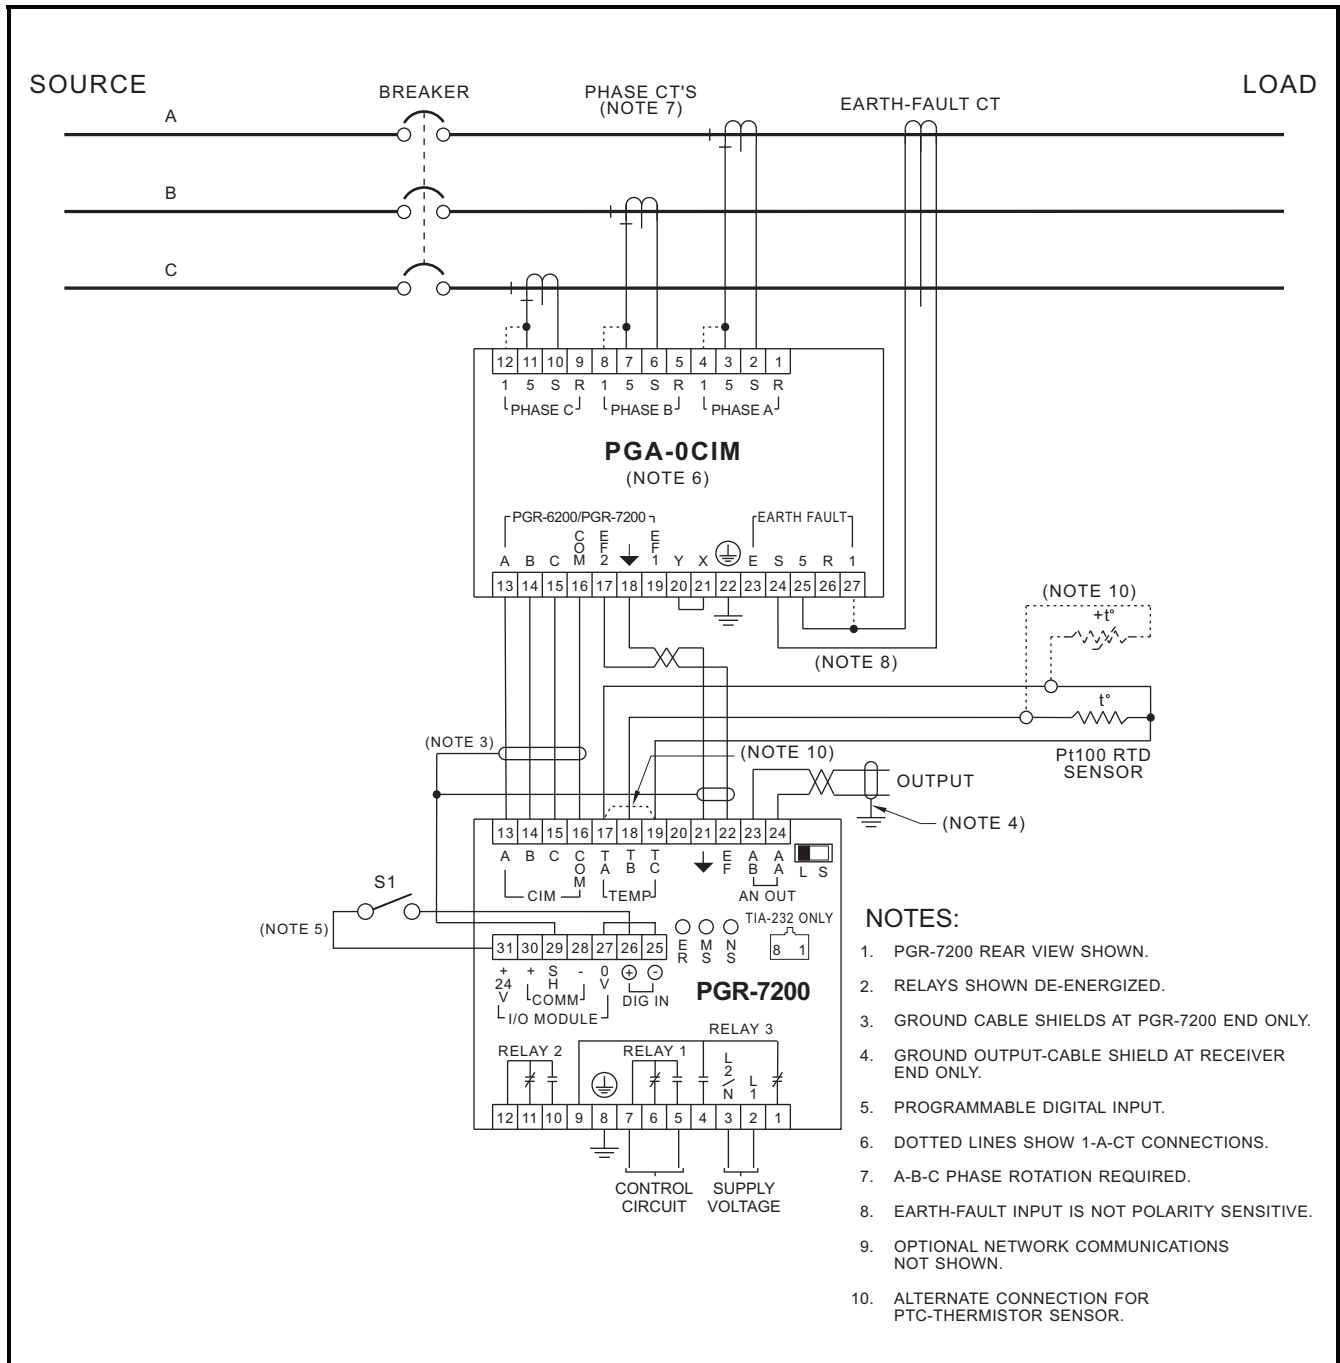 SOURCE
LOAD
BREAKER
PHASE CT'S
(NOTE 7)
EARTH-FAULT CT
A
B
C
12 11 10 9 8 7 6 5 4 3 2 1
1 5 S R 1 5 S R 1 5 S R
PHASE C PHASE B PHASE A
PGA-0CIM
(NOTE 6)
PGR-6200/PGR-7200
EARTH FAULT
A B C COM EF2 EF1 Y X E S 5 R 1
13 14 15 16 17 18 19 20 21 22 23 24 25 26 27
(NOTE 8)
(NOTE 10)
+t°
t°
Pt100 RTD
SENSOR
(NOTE 3)
(NOTE 10)
OUTPUT
(NOTE 4)
13 14 15 16 17 18 19 20 21 22 23 24
A B C COM TA TB TC EF AB AA
L S
CIM TEMP AN OUT
S1
(NOTE 5)
TIA-232 ONLY
8 1
ER MS NS
31 30 29 28 27 26 25
+24V + SH - 0V + -
COMM
DIG IN
I/O MODULE
PGR-7200
RELAY 3
RELAY 2
RELAY 1
L2/N
L1
12 11 10 9 8 7 6 5 4 3 2 1
CONTROL
CIRCUIT
SUPPLY
VOLTAGE
NOTES:
1. PGR-7200 REAR VIEW SHOWN.
2. RELAYS SHOWN DE-ENERGIZED.
3. GROUND CABLE SHIELDS AT PGR-7200 END ONLY.
4. GROUND OUTPUT-CABLE SHIELD AT RECEIVER
END ONLY.
5. PROGRAMMABLE DIGITAL INPUT.
6. DOTTED LINES SHOW 1-A-CT CONNECTIONS.
7. A-B-C PHASE ROTATION REQUIRED.
8. EARTH-FAULT INPUT IS NOT POLARITY SENSITIVE.
9. OPTIONAL NETWORK COMMUNICATIONS
NOT SHOWN.
10. ALTERNATE CONNECTION FOR
PTC-THERMISTOR SENSOR.